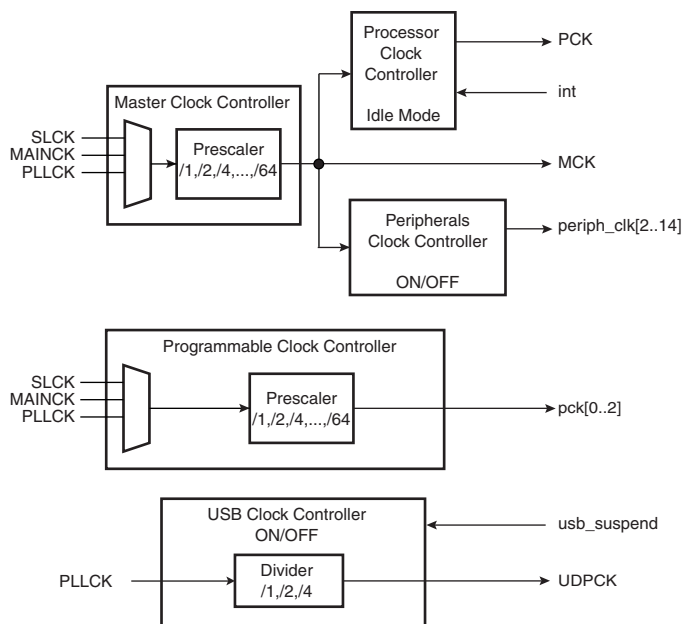 Processor
Clock
Controller
Idle Mode
PCK
int
Master Clock Controller
SLCK
MAINCK
PLLCK
Prescaler
/1,/2,/4,...,/64
MCK
Peripherals
Clock Controller
ON/OFF
periph_clk[2..14]
Programmable Clock Controller
SLCK
MAINCK
PLLCK
Prescaler
/1,/2,/4,...,/64
pck[0..2]
USB Clock Controller
ON/OFF
usb_suspend
PLLCK
Divider
/1,/2,/4
UDPCK